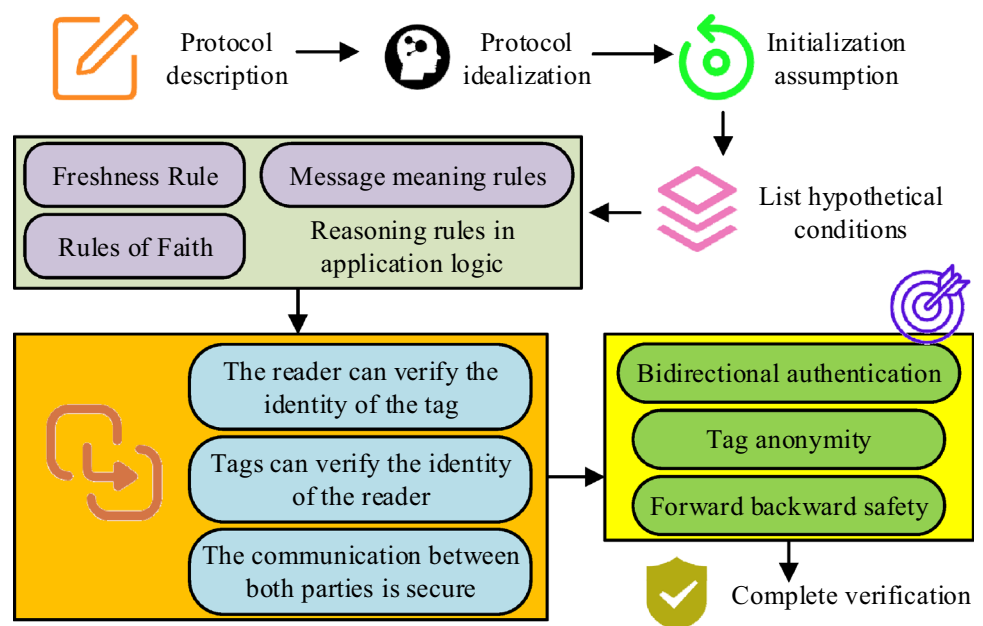 Protocol
description
Protocol
idealization
Initialization
assumption
List hypothetical
conditions
Freshness Rule
Message meaning rules
Rules of Faith
Reasoning rules in
application logic
The reader can verify the
identity of the tag
Tags can verify the identity
of the reader
The communication between
both parties is secure
Bidirectional authentication
Tag anonymity
Forward backward safety
Complete verification